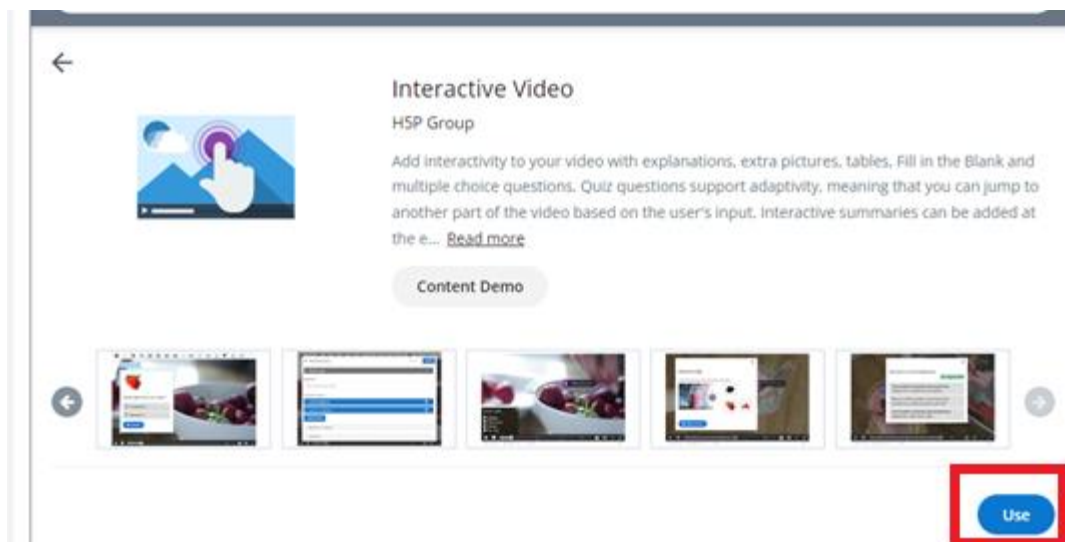 Interactive Video
H5P Group
Add interactivity to your video with explanations, extra pictures, tables, Fill in the Blank and
multiple choice questions. Quiz questions support adaptivity, meaning that you can jump to
another part of the video based on the user's input. Interactive summaries can be added at
the e... Read more
Content Demo
Use